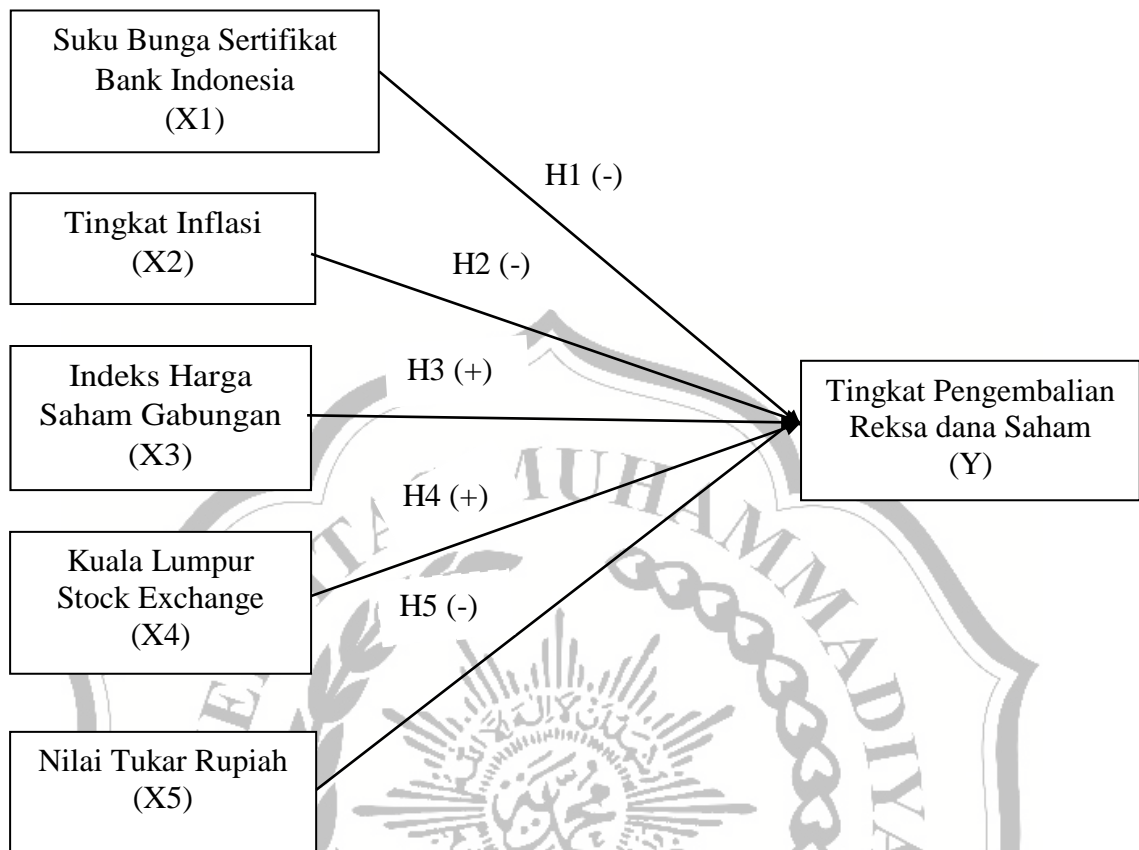 Suku Bunga Sertifikat
Bank Indonesia
(X1)
H1 (-)
Tingkat Inflasi
(X2)
H2 (-)
Indeks Harga
Saham Gabungan
(X3)
H3 (+)
Tingkat Pengembalian
Reksa dana Saham
(Y)
Kuala Lumpur
Stock Exchange
(X4)
H4 (+)
Nilai Tukar Rupiah
(X5)
H5 (-)
MUHAMMADIYA